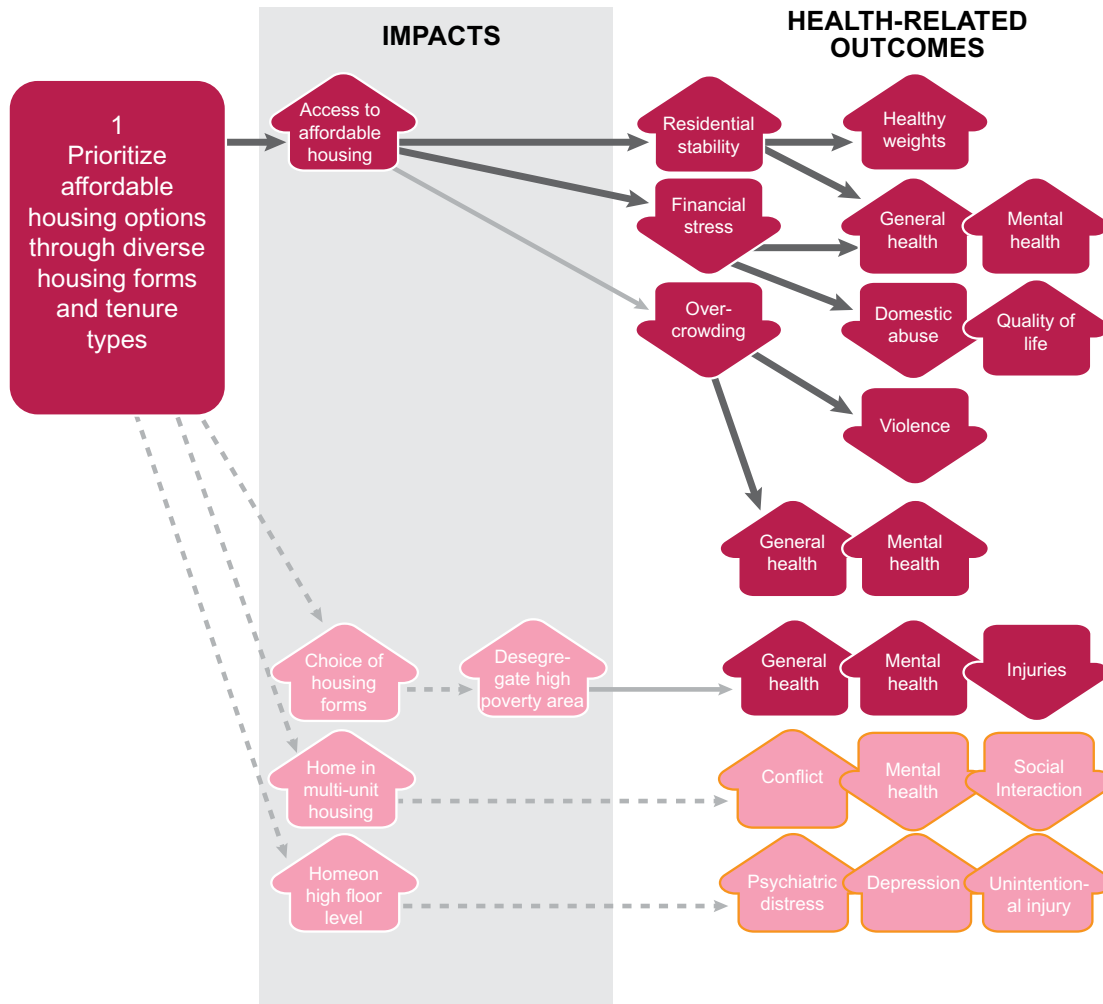 IMPACTS
HEALTH-RELATED
OUTCOMES
1
Prioritize
affordable
housing options
through diverse
housing forms
and tenure
types
Access to
affordable
housing
Residential
stability
Healthy
weights
Financial
stress
General
health
Mental
health
Over-
crowding
Domestic
abuse
Quality of
life
Violence
General
health
Mental
health
Choice of
housing
forms
Desegre-
gate high
poverty area
General
health
Mental
health
Injuries
Home in
multi-unit
housing
Conflict
Mental
health
Social
Interaction
Homeon
high floor
level
Psychiatric
distress
Depression
Unintention-
al injury